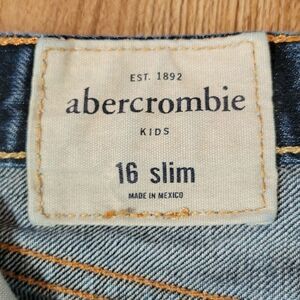 EST. 1892
abercrombie
KIDS
16 slim
MADE IN MEXICO